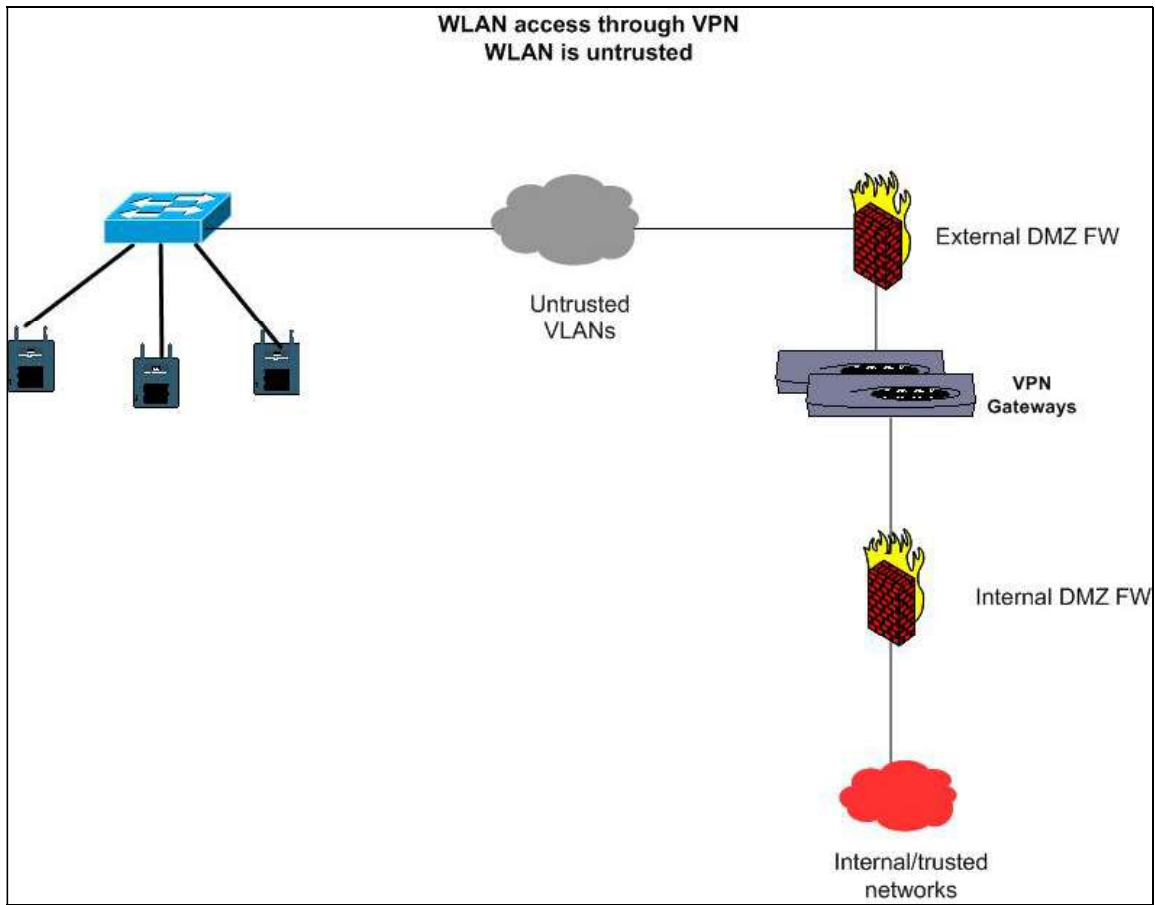 WLAN access through VPN
WLAN is untrusted
External DMZ FW
Untrusted
VLANs
VPN
Gateways
Internal DMZ FW
Internal/trusted
networks